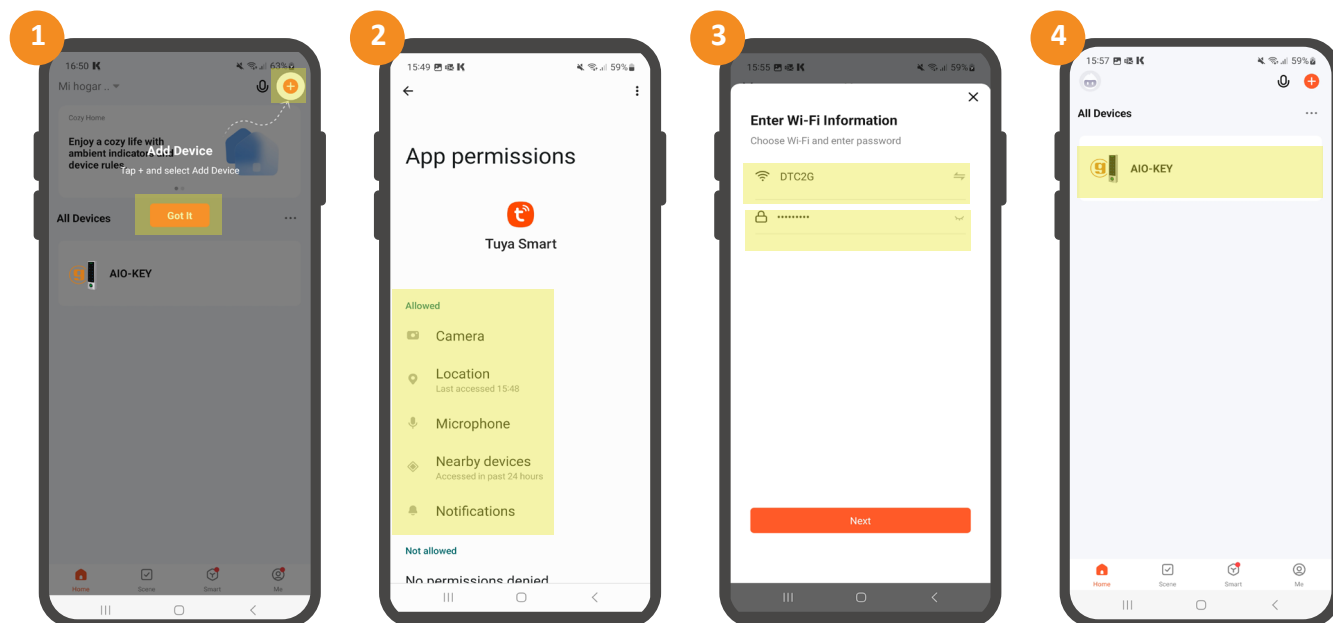 1
16:50 K
63%
Mi hogar ..
Cozy Home
Enjoy a cozy life with
ambient indicators and
device rules
Add Device
Tap + and select Add Device
Got It
All Devices
...
g
AIO-KEY
Home
Scene
Smart
Me
2
15:49 K
59%
App permissions
Tuya Smart
Allowed
Camera
Location
Last accessed 15:48
Microphone
Nearby devices
Accessed in past 24 hours
Notifications
Not allowed
No permissions denied
3
15:55 K
59%
Enter Wi-Fi Information
Choose Wi-Fi and enter password
DTC2G
•••••••••
Next
4
15:57 K
59%
All Devices
...
g
AIO-KEY
Home
Scene
Smart
Me